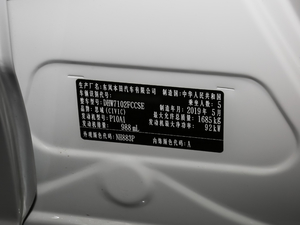 生产厂名：东风本田汽车有限公司 制造国：中华人民共和国
车辆识别代号： 乘坐人数：5
整车型号：DHW7102FCCSE 制造年月：2019年5月
品牌：思域(CIVIC) 最大允许总质量：1685kg
发动机型号：P10A1 发动机最大净功率：92kW
发动机排量：988mL
外观颜色代码：NH883P 内饰颜色代码：A